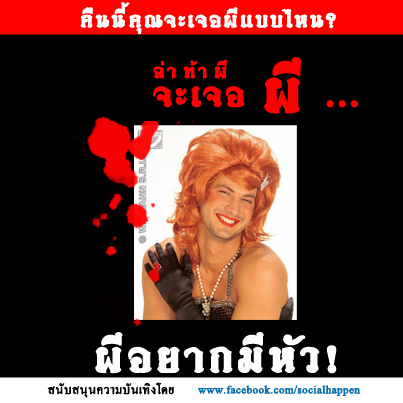 คืนนี้คุณจะเจอผีแบบไหน?
ล่า ท้า ผี
จะเจอ ผี ...
ผีอยากมีหัว!
สนับสนุนความบันเทิงโดย www.facebook.com/socialhappen